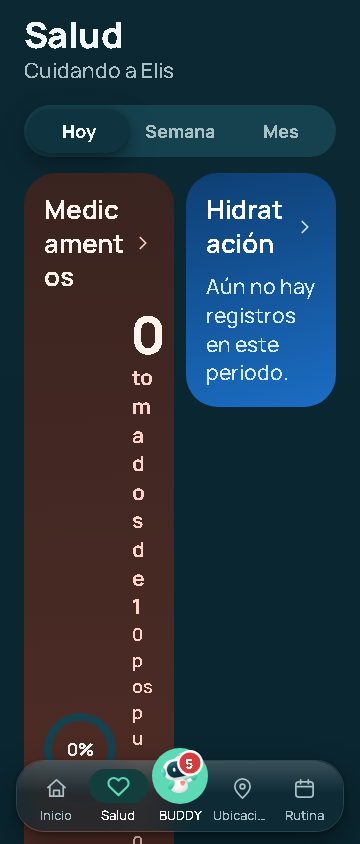 Salud
Cuidando a Elis
Hoy
Semana
Mes
Medic
ament
os
0
to
m
a
d
o
s
d
e
1
0
p
os
p
u
0%
Hidrat
ación
Aún no hay
registros
en este
periodo.
5
Inicio
Salud
BUDDY
Ubicaci...
Rutina